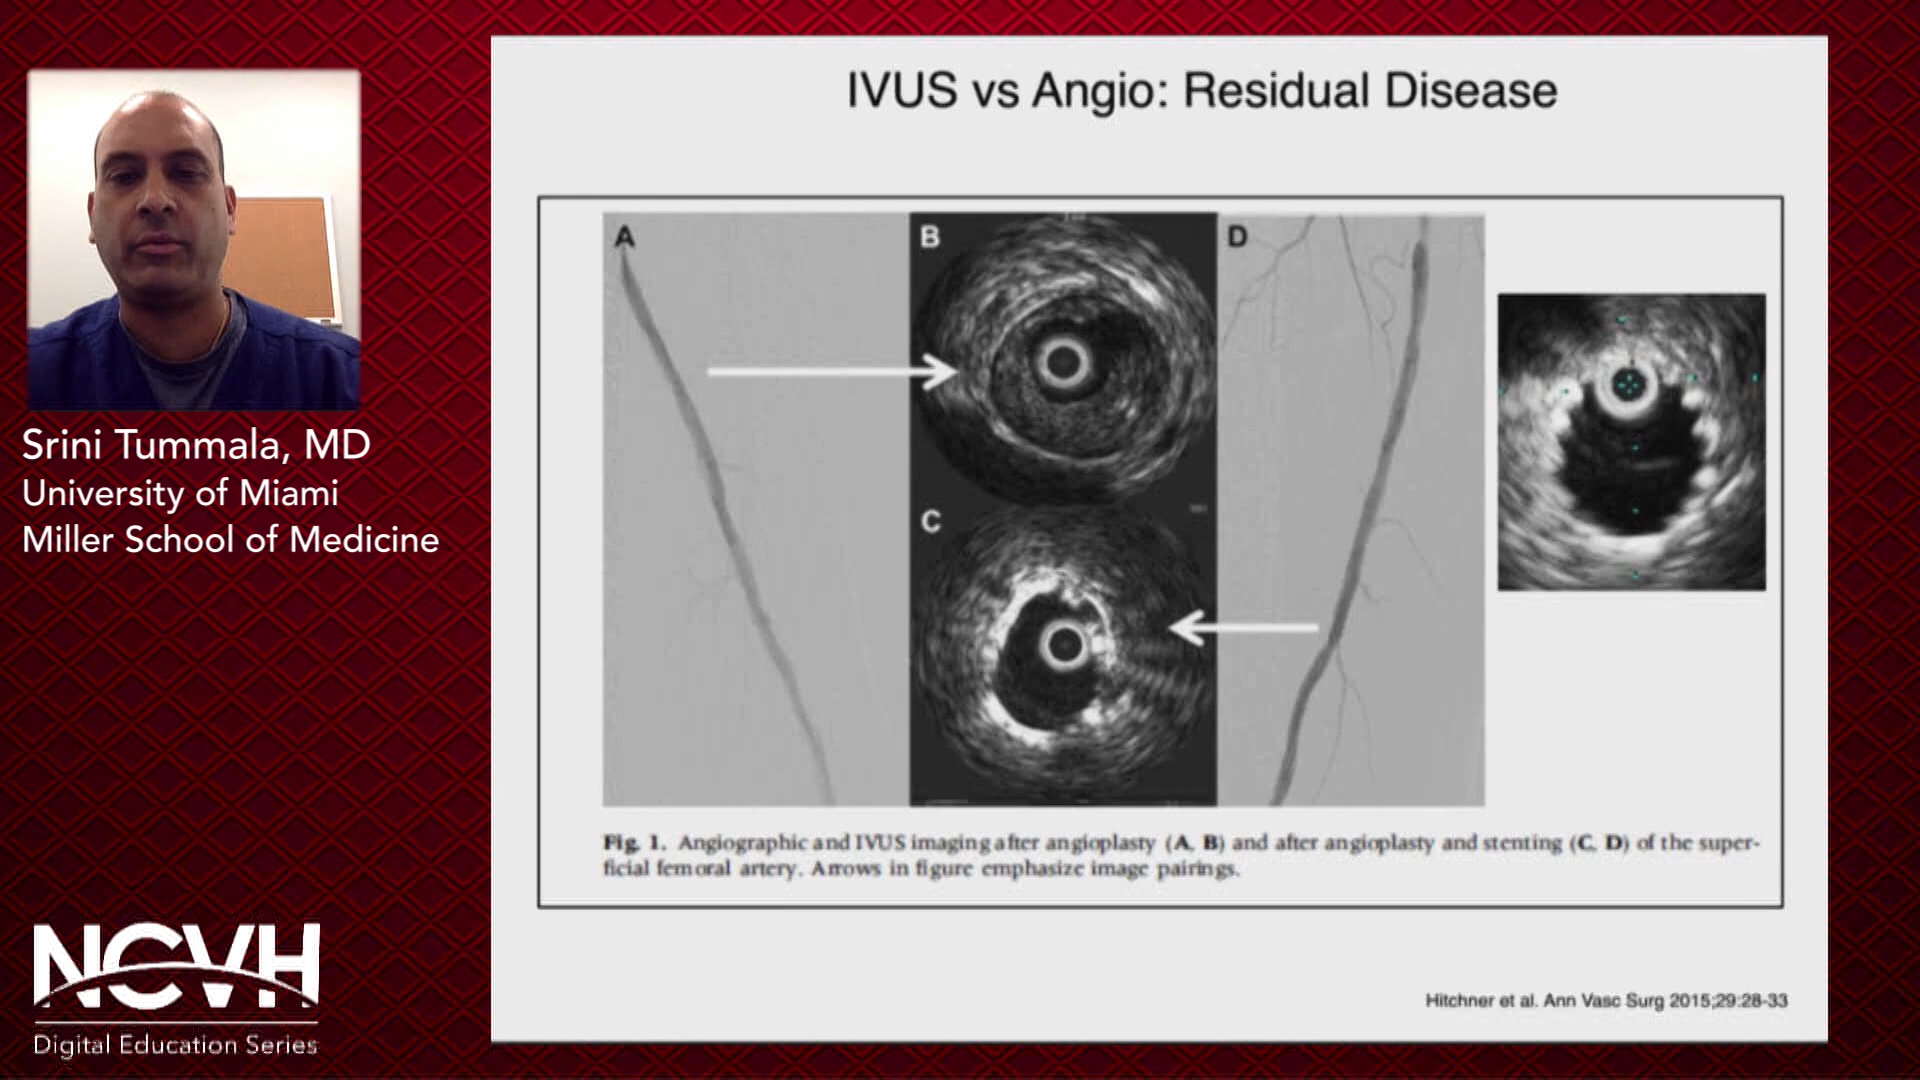 IVUS vs Angio: Residual Disease
A
B
D
C
Fig. 1. Angiographic and IVUS imaging after angioplasty (A, B) and after angioplasty and stenting (C, D) of the super-
ficial femoral artery. Arrows in figure emphasize image pairings.
Hitchner et al. Ann Vasc Surg 2015;29:28-33
Srini Tummala, MD
University of Miami
Miller School of Medicine
NCVH
Digital Education Series